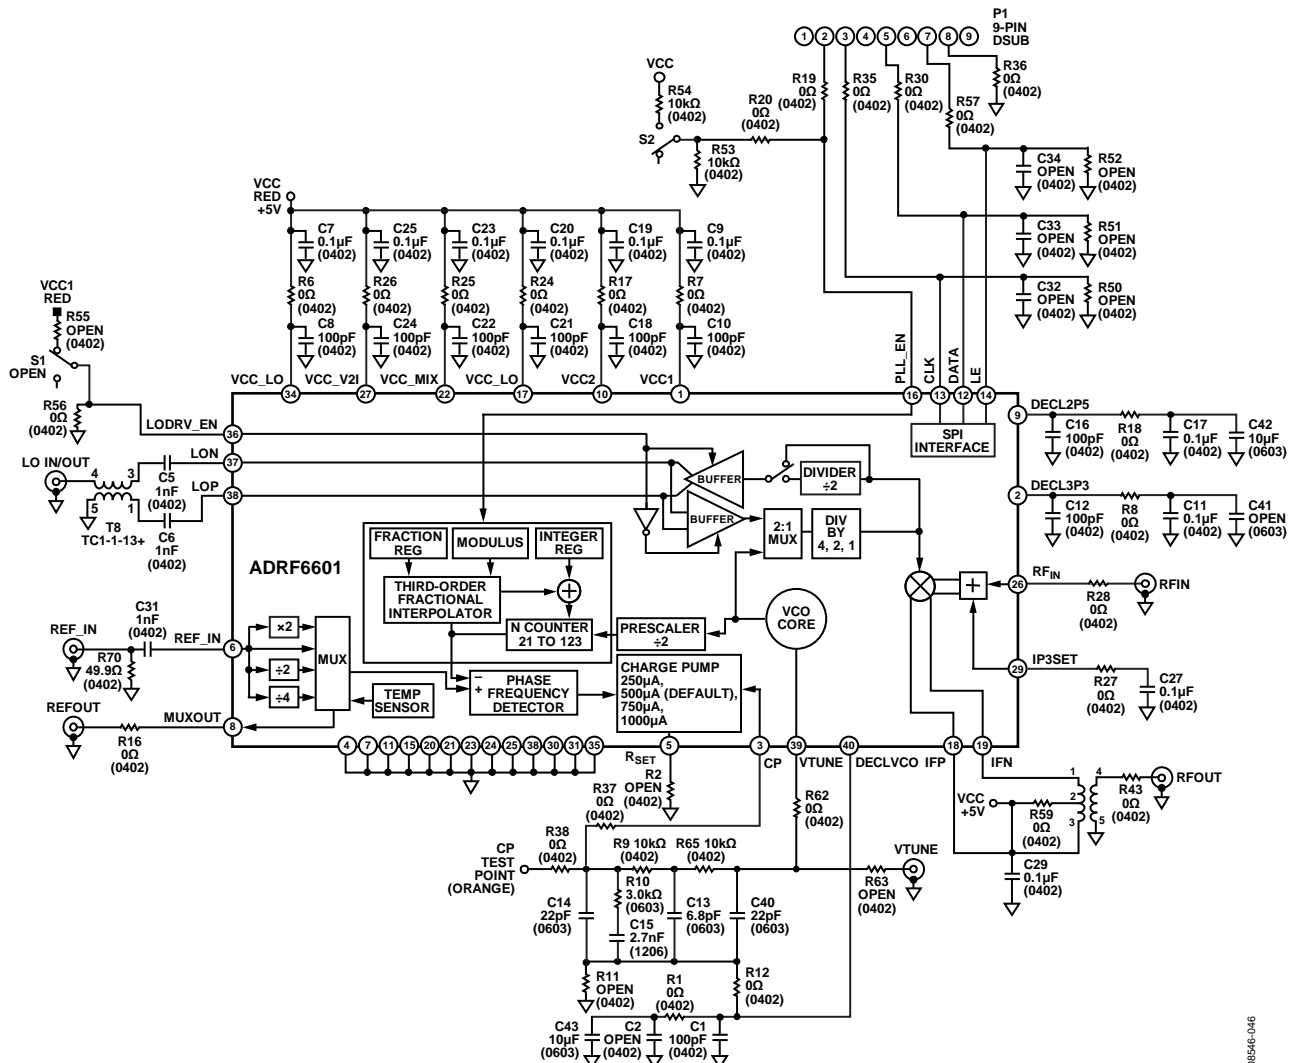 P1
9-PIN
DSUB
1 2 3 4 5 6 7 8 9
R36
0Ω
(0402)
R19
0Ω
(0402)
R35
0Ω
(0402)
R30
0Ω
(0402)
R57
0Ω
(0402)
VCC
R54
10kΩ
(0402)
R20
0Ω
(0402)
S2
R53
10kΩ
(0402)
C34
OPEN
(0402)
R52
OPEN
(0402)
C33
OPEN
(0402)
R51
OPEN
(0402)
C32
OPEN
(0402)
R50
OPEN
(0402)
VCC
RED
+5V
C7
0.1µF
(0402)
C25
0.1µF
(0402)
C23
0.1µF
(0402)
C20
0.1µF
(0402)
C19
0.1µF
(0402)
C9
0.1µF
(0402)
R6
0Ω
(0402)
R26
0Ω
(0402)
R25
0Ω
(0402)
R24
0Ω
(0402)
R17
0Ω
(0402)
R7
0Ω
(0402)
C8
100pF
(0402)
C24
100pF
(0402)
C22
100pF
(0402)
C21
100pF
(0402)
C18
100pF
(0402)
C10
100pF
(0402)
VCC1
RED
R55
OPEN
(0402)
S1
OPEN
R56
0Ω
(0402)
VCC_LO
VCC_V2I
VCC_MIX
VCC_LO
VCC2
VCC1
PLL_EN
CLK
DATA
LE
34 27 22 17 10 1 16 13 12 14
LODRV_EN
36
LON
37
LOP
38
LO IN/OUT
4 3
5 1
C5
1nF
(0402)
T8
TC1-1-13+
C6
1nF
(0402)
SPI
INTERFACE
9
DECL2P5
C16
100pF
(0402)
R18
0Ω
(0402)
C17
0.1µF
(0402)
C42
10µF
(0603)
2
DECL3P3
C12
100pF
(0402)
R8
0Ω
(0402)
C11
0.1µF
(0402)
C41
OPEN
(0603)
BUFFER
BUFFER
DIVIDER
÷2
2:1
MUX
DIV
BY
4, 2, 1
ADRF6601
FRACTION
REG
MODULUS
INTEGER
REG
THIRD-ORDER
FRACTIONAL
INTERPOLATOR
+
N COUNTER
21 TO 123
PRESCALER
÷2
VCO
CORE
+
26
RFIN
R28
0Ω
(0402)
RFIN
29
IP3SET
R27
0Ω
(0402)
C27
0.1µF
(0402)
C31
1nF
(0402)
REF_IN
R70
49.9Ω
(0402)
REF_IN
6
×2
÷2
÷4
MUX
TEMP
SENSOR
−
+
PHASE
FREQUENCY
DETECTOR
CHARGE PUMP
250µA,
500µA (DEFAULT),
750µA,
1000µA
REFOUT
R16
0Ω
(0402)
MUXOUT
8
4 7 11 15 20 21 23 24 25 38 30 31 35 5 3 39 40 18 19
RSET
CP
VTUNE
DECLVCO
IFP
IFN
R2
OPEN
(0402)
R37
0Ω
(0402)
R62
0Ω
(0402)
VCC
+5V
R59
0Ω
(0402)
1
2
3
4
5
R43
0Ω
(0402)
RFOUT
C29
0.1µF
(0402)
CP
TEST
POINT
(ORANGE)
R38
0Ω
(0402)
R9 10kΩ
(0402)
R65 10kΩ
(0402)
VTUNE
R63
OPEN
(0402)
C14
22pF
(0603)
R10
3.0kΩ
(0603)
C15
2.7nF
(1206)
C13
6.8pF
(0603)
C40
22pF
(0603)
R11
OPEN
(0402)
R1
0Ω
(0402)
R12
0Ω
(0402)
C43
10µF
(0603)
C2
OPEN
(0402)
C1
100pF
(0402)
08546-046